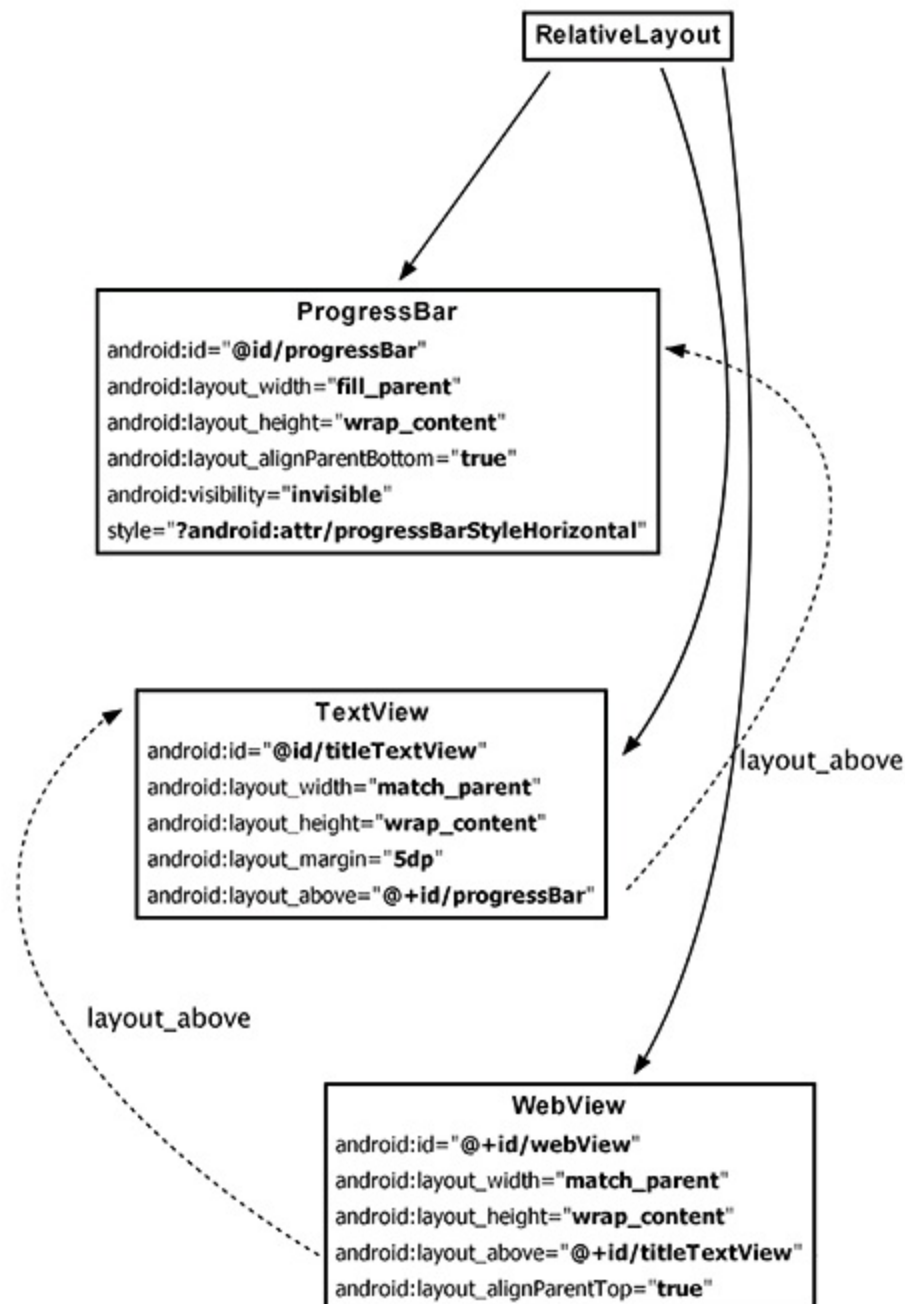 RelativeLayout
ProgressBar
android:id="@id/progressBar"
android:layout_width="fill_parent"
android:layout_height="wrap_content"
android:layout_alignParentBottom="true"
android:visibility="invisible"
style="?android:attr/progressBarStyleHorizontal"
TextView
android:id="@id/titleTextView"
android:layout_width="match_parent"
android:layout_height="wrap_content"
android:layout_margin="5dp"
android:layout_above="@+id/progressBar"
layout_above
layout_above
WebView
android:id="@+id/webView"
android:layout_width="match_parent"
android:layout_height="wrap_content"
android:layout_above="@+id/titleTextView"
android:layout_alignParentTop="true"